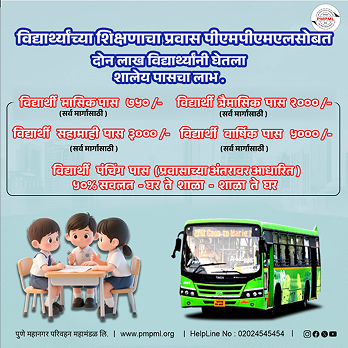 PMPML
विद्यार्थ्यांच्या शिक्षणाचा प्रवास पीएमपीएमएलसोबत
दोन लाख विद्यार्थ्यांनी घेतला
शालेय पासचा लाभ .
विद्यार्थी मासिक पास ७५० /- विद्यार्थी त्रैमासिक पास २००० /-
(सर्व मार्गासाठी ) (सर्व मार्गासाठी )
विद्यार्थी सहामाही पास ३००० /- विद्यार्थी वार्षिक पास ५००० /-
(सर्व मार्गासाठी ) (सर्व मार्गासाठी )
विद्यार्थी पंचिंग पास (प्रवासाच्या अंतरावर आधारित )
५०% सवलत - घर ते शाळा - शाळा ते घर
पुणे महानगर परिवहन महामंडळ लि. | www.pmpml.org | HelpLine No : 02024545454 |